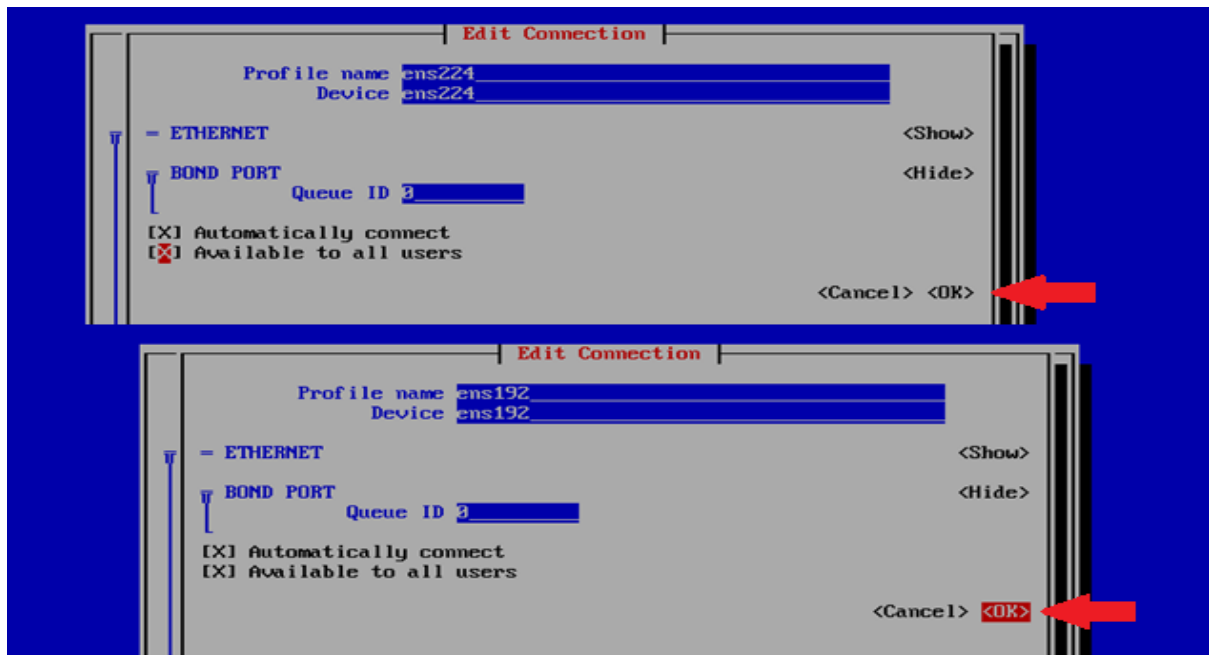 Edit Connection
Profile name ens224
Device ens224
= ETHERNET <Show>
BOND PORT <Hide>
Queue ID 0
[X] Automatically connect
[X] Available to all users
<Cancel> <OK>
Edit Connection
Profile name ens192
Device ens192
= ETHERNET <Show>
BOND PORT <Hide>
Queue ID 0
[X] Automatically connect
[X] Available to all users
<Cancel> <OK>